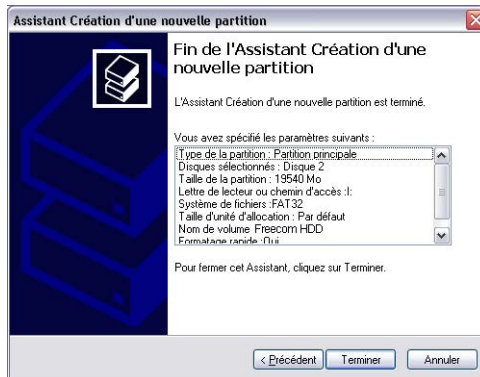 Assistant Création d'une nouvelle partition
Fin de l'Assistant Création d'une
nouvelle partition
L'Assistant Création d'une nouvelle partition est terminé.
Vous avez spécifié les paramètres suivants :
Type de la partition : Partition principale
Disques sélectionnés : Disque 2
Taille de la partition : 19540 Mo
Lettre de lecteur ou chemin d'accès :I:
Système de fichiers :FAT32
Taille d'unité d'allocation : Par défaut
Nom de volume Freecom HDD
Formatage rapide :Oui
Pour fermer cet Assistant, cliquez sur Terminer.
< Précédent
Terminer
Annuler